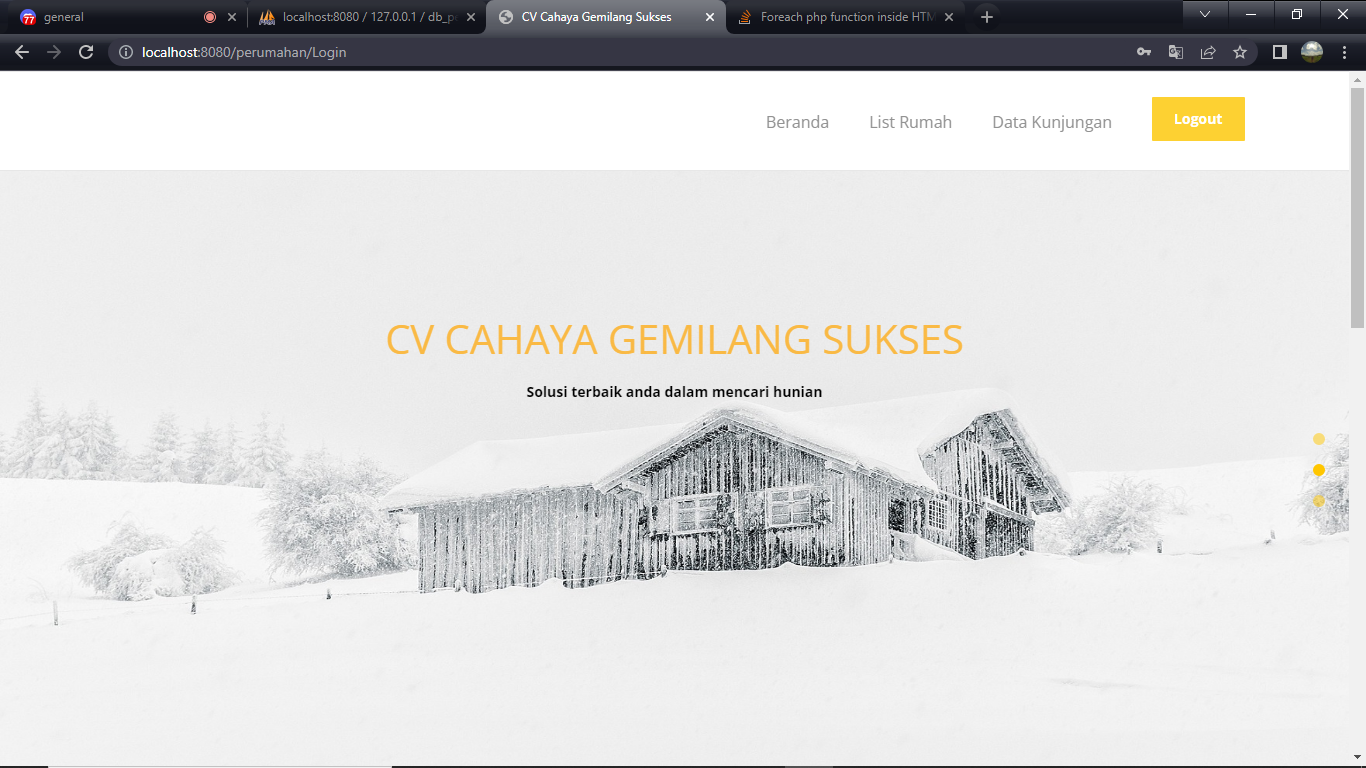 general
localhost:8080 / 127.0.0.1 / db_pe
CV Cahaya Gemilang Sukses
Foreach php function inside HTM
localhost:8080/perumahan/Login
Beranda
List Rumah
Data Kunjungan
Logout
CV CAHAYA GEMILANG SUKSES
Solusi terbaik anda dalam mencari hunian